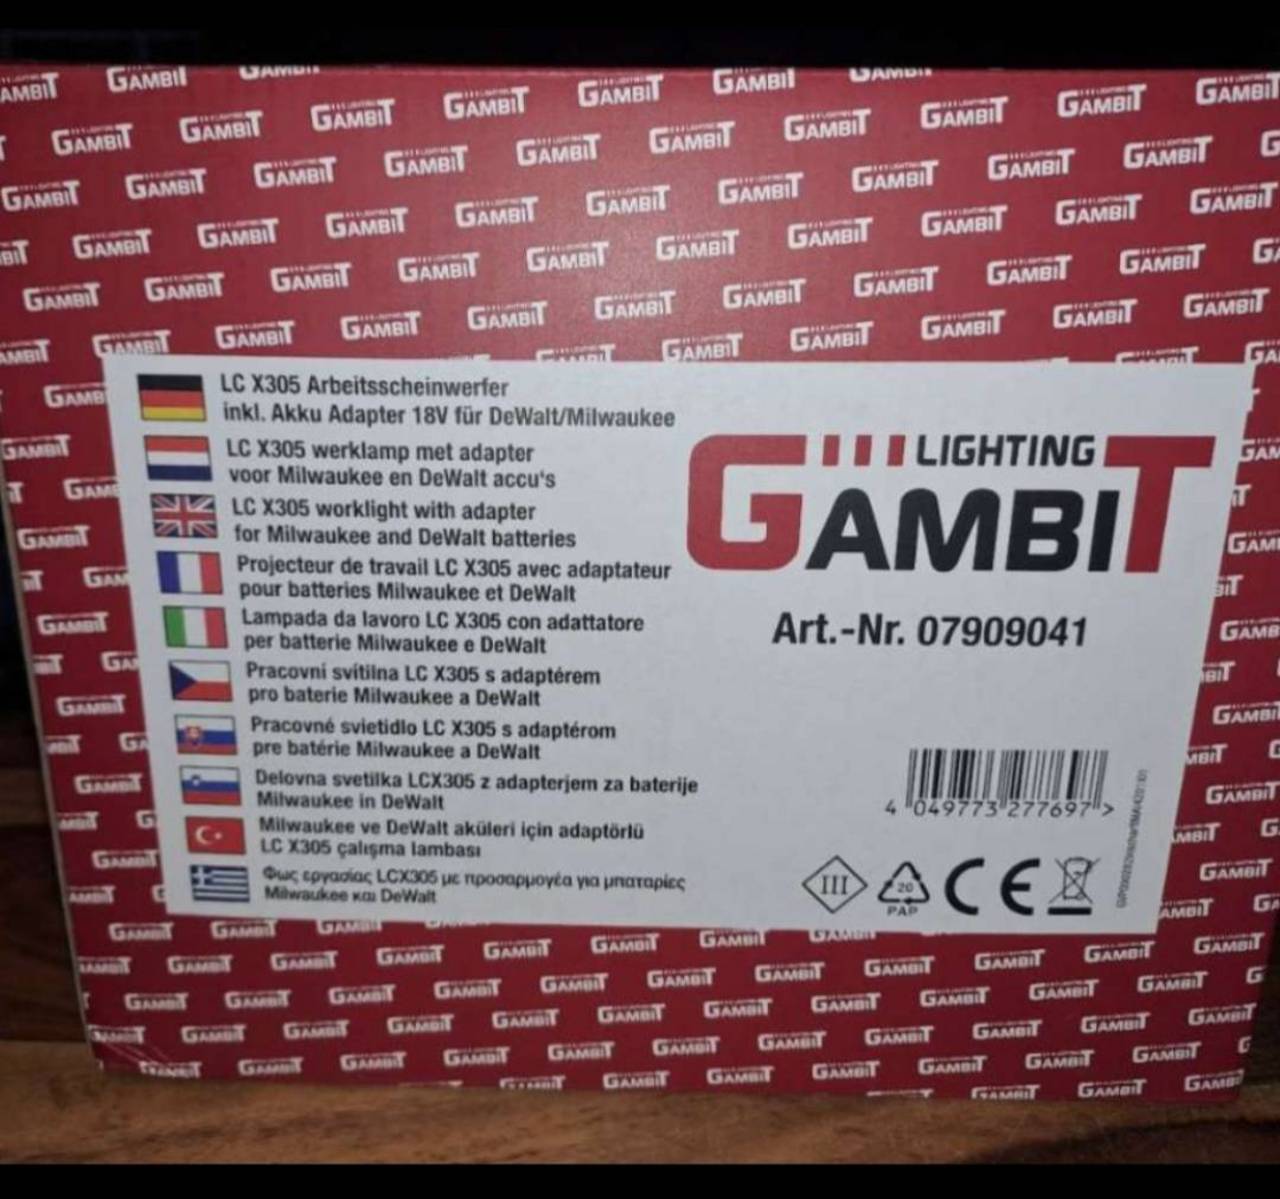 LC X305 Arbeitsscheinwerfer
inkl. Akku Adapter 18V für DeWalt/Milwaukee
LC X305 werklamp met adapter
voor Milwaukee en DeWalt accu's
LC X305 worklight with adapter
for Milwaukee and DeWalt batteries
Projecteur de travail LC X305 avec adaptateur
pour batteries Milwaukee et DeWalt
Lampada da lavoro LC X305 con adattatore
per batterie Milwaukee e DeWalt
Pracovni svítilna LC X305 s adaptérem
pro baterie Milwaukee a DeWalt
Pracovné svietidlo LC X305 s adaptérom
pre batérie Milwaukee a DeWalt
Delovna svetilka LCX305 z adapterjem za baterije
Milwaukee in DeWalt
Milwaukee ve DeWalt aküleri için adaptörlü
LC X305 çalışma lambası
Φως εργασίας LCX305 με προσαρμογέα για μπαταρίες
Milwaukee και DeWalt
LIGHTING
GAMBIT
Art.-Nr. 07909041
4 049773 277697 >
III
20
PAP
CE